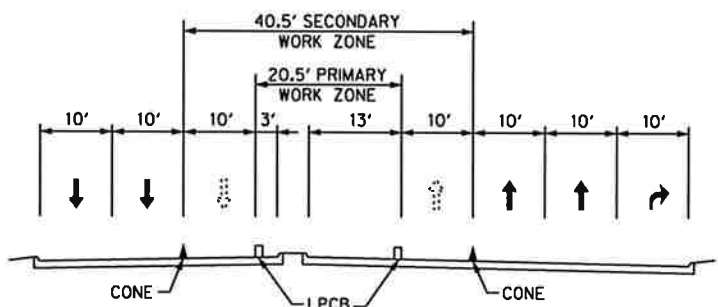 40.5' SECONDARY
WORK ZONE
20.5' PRIMARY
WORK ZONE
10' 10' 10' 3' 13' 10' 10' 10' 10'
CONE LPCB CONE